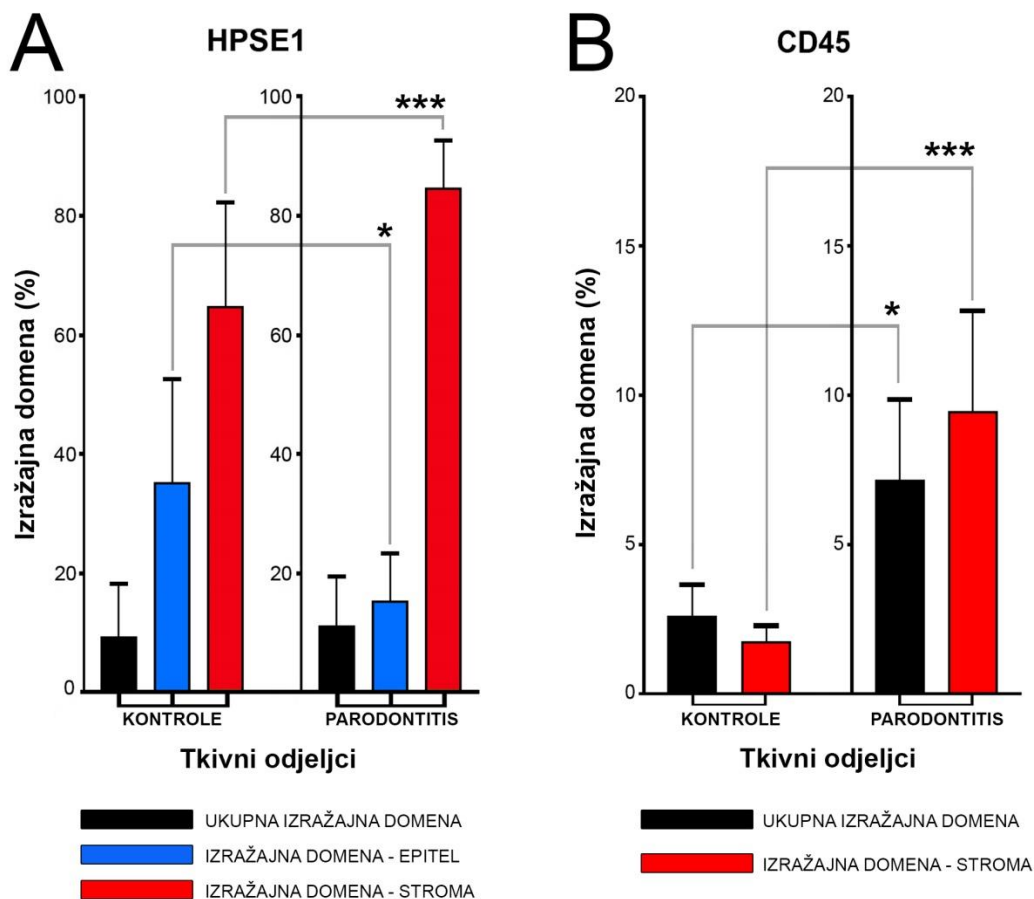 A
HPSE1
Izražajna domena (%)
100
80
60
40
20
0
100
80
60
40
20
***
*
KONTROLE
PARODONTITIS
Tkivni odjeljci
UKUPNA IZRAŽAJNA DOMENA
IZRAŽAJNA DOMENA - EPITEL
IZRAŽAJNA DOMENA - STROMA
B
CD45
Izražajna domena (%)
20
15
10
5
0
20
15
10
5
***
*
KONTROLE
PARODONTITIS
Tkivni odjeljci
UKUPNA IZRAŽAJNA DOMENA
IZRAŽAJNA DOMENA - STROMA